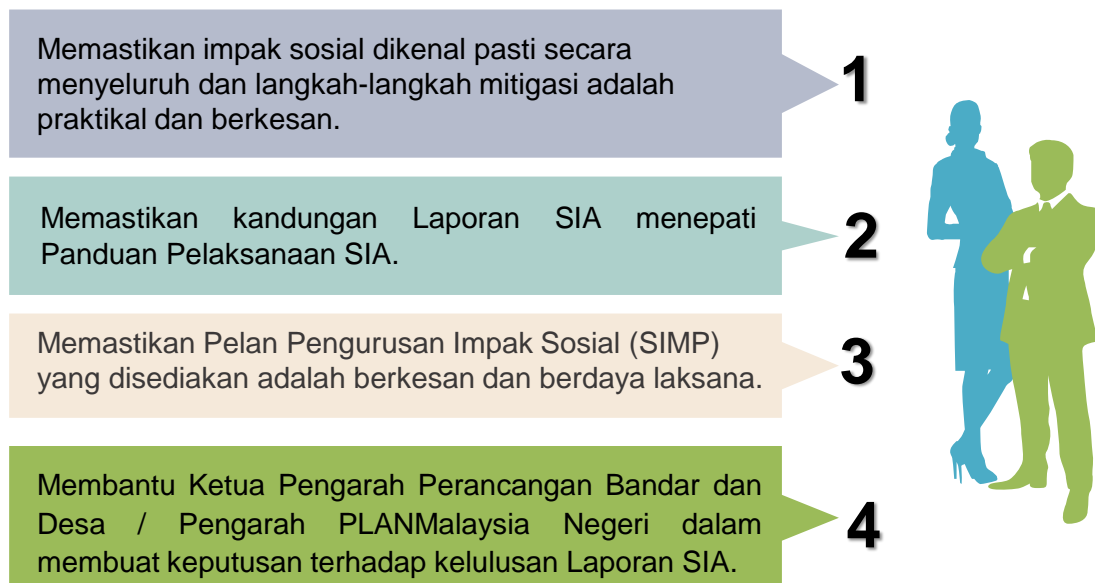 Memastikan impak sosial dikenal pasti secara
menyeluruh dan langkah-langkah mitigasi adalah
praktikal dan berkesan.
1
Memastikan kandungan Laporan SIA menepati
Panduan Pelaksanaan SIA.
2
Memastikan Pelan Pengurusan Impak Sosial (SIMP)
yang disediakan adalah berkesan dan berdaya laksana.
3
Membantu Ketua Pengarah Perancangan Bandar dan
Desa / Pengarah PLANMalaysia Negeri dalam
membuat keputusan terhadap kelulusan Laporan SIA.
4